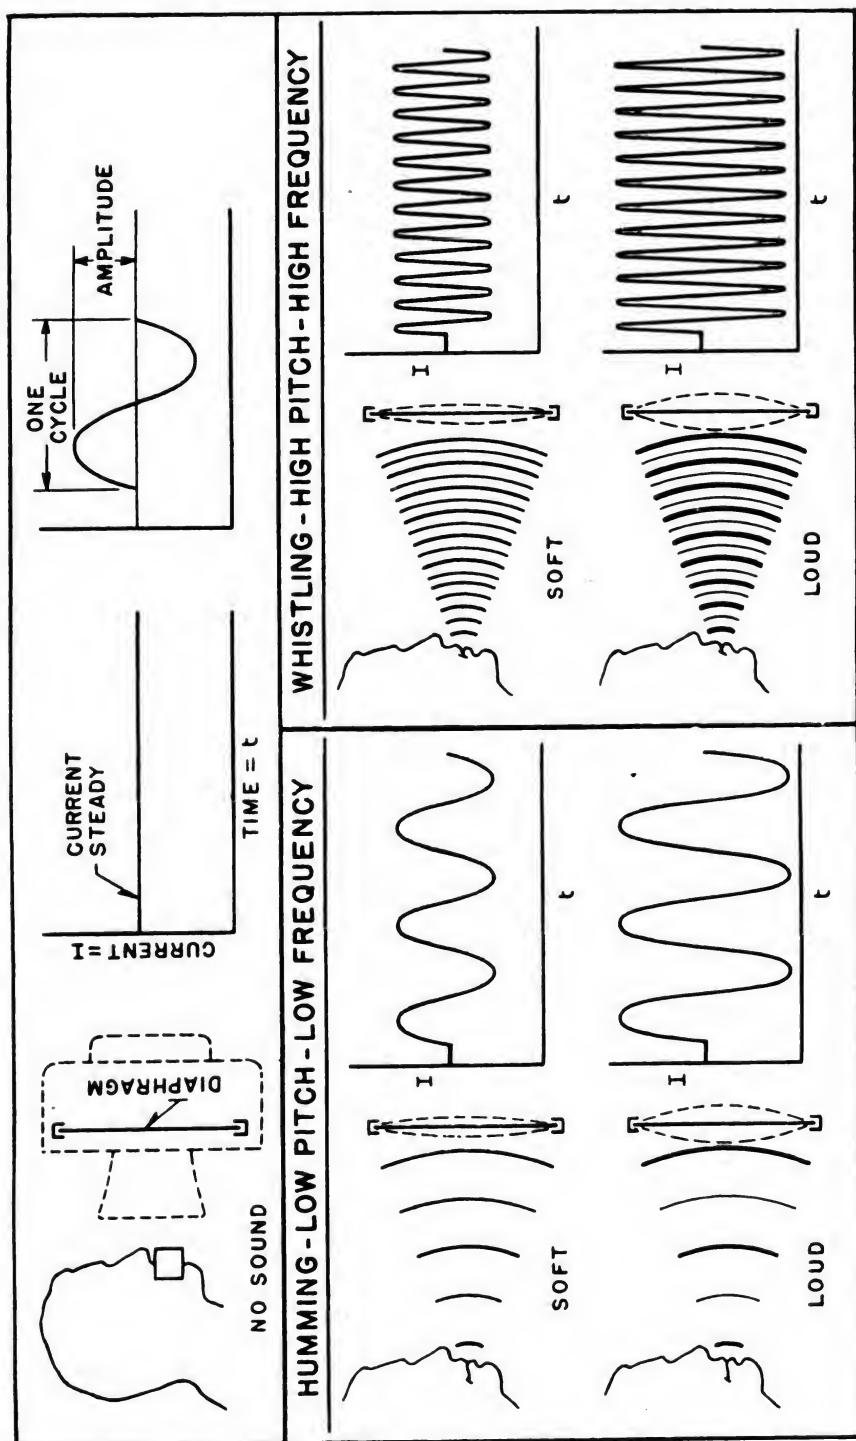 NO SOUND
DIAPHRAGM
CURRENT = I
CURRENT
STEADY
TIME = t
ONE
CYCLE
AMPLITUDE
HUMMING-LOW PITCH-LOW FREQUENCY
SOFT
I
t
LOUD
I
t
WHISTLING-HIGH PITCH-HIGH FREQUENCY
SOFT
I
t
LOUD
I
t